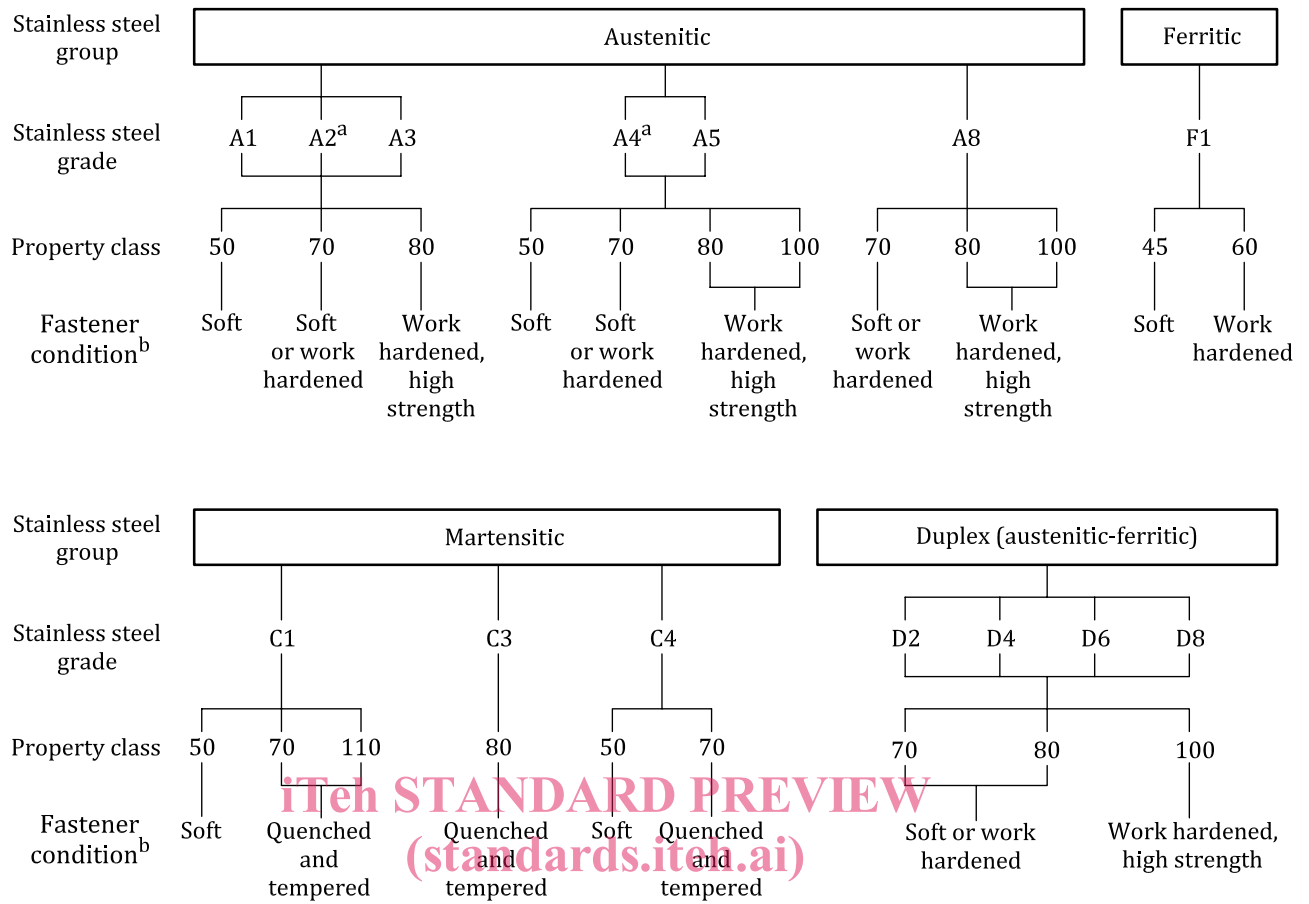 Stainless steel
group
Austenitic
Ferritic
Stainless steel
grade
A1 A2a A3 A4a A5 A8 F1
Property class 50 70 80 50 70 80 100 70 80 100 45 60
Fastener
conditionb
Soft Soft Work Soft Soft Work Soft or Work Soft Work
or work hardened, or work hardened, work hardened, hardened
hardened high hardened high hardened high
strength strength strength
Stainless steel
group
Martensitic
Duplex (austenitic-ferritic)
Stainless steel
grade
C1 C3 C4 D2 D4 D6 D8
Property class 50 70 110 80 50 70 70 80 100
iTeh STANDARD PREVIEW
(standards.iteh.ai)
Fastener
conditionb
Soft Quenched Quenched Soft Quenched Soft or work Work hardened,
and and and hardened high strength
tempered tempered tempered